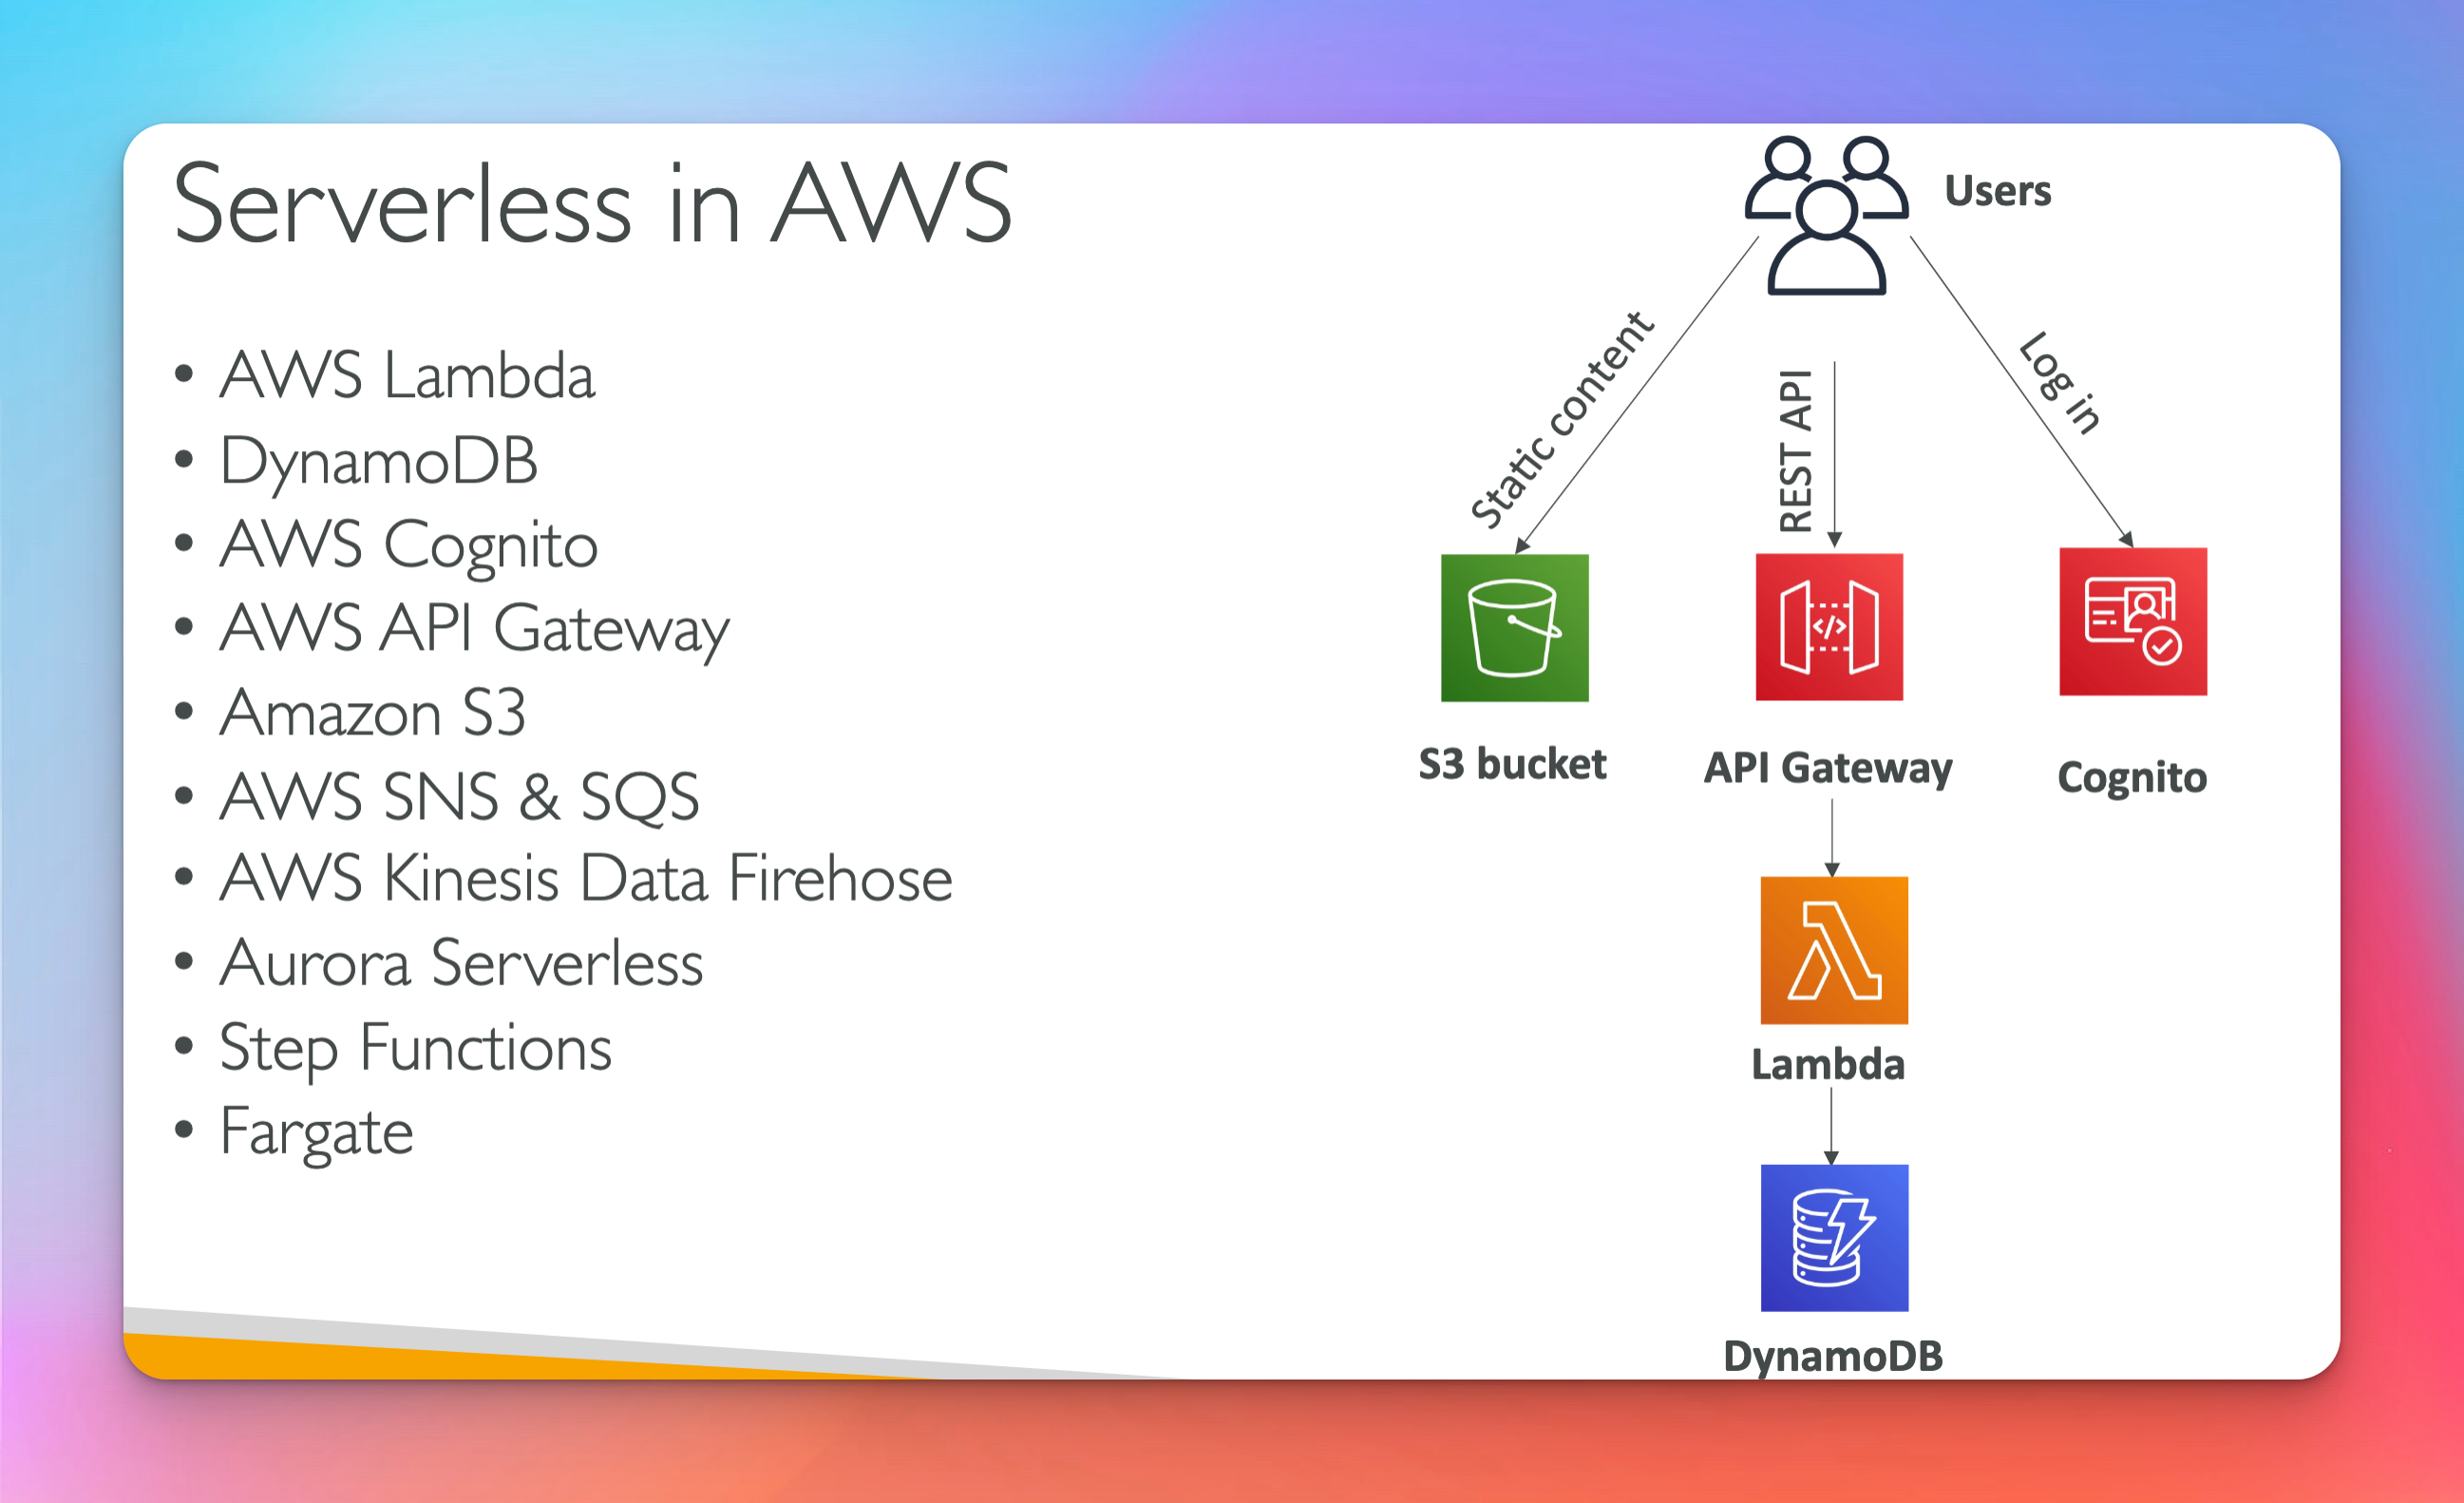 Serverless in AWS
• AWS Lambda
• DynamoDB
• AWS Cognito
• AWS API Gateway
• Amazon S3
• AWS SNS & SQS
• AWS Kinesis Data Firehose
• Aurora Serverless
• Step Functions
• Fargate
Users
Static content
REST API
Log in
S3 bucket
API Gateway
Cognito
Lambda
DynamoDB